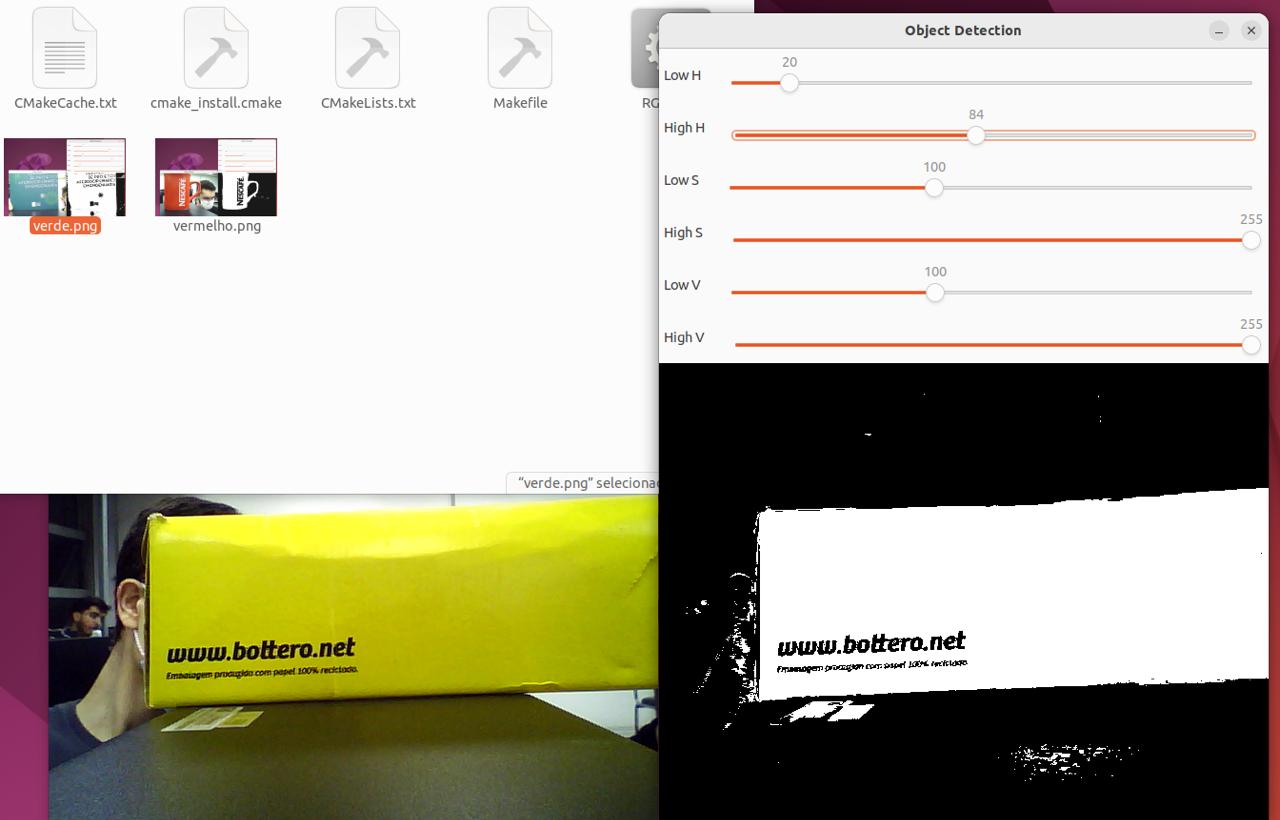 CMakeCache.txt
cmake_install.cmake
CMakeLists.txt
Makefile
verde.png
vermelho.png
NESCAFÉ
NESCAFÉ
"verde.png"
Object Detection
Low H
20
High H
84
Low S
100
High S
255
Low V
100
High V
255
www.bottero.net
Embalagem produzida com papel 100% reciclado.
www.bottero.net
Embalagem produzida com papel 100% reciclado.